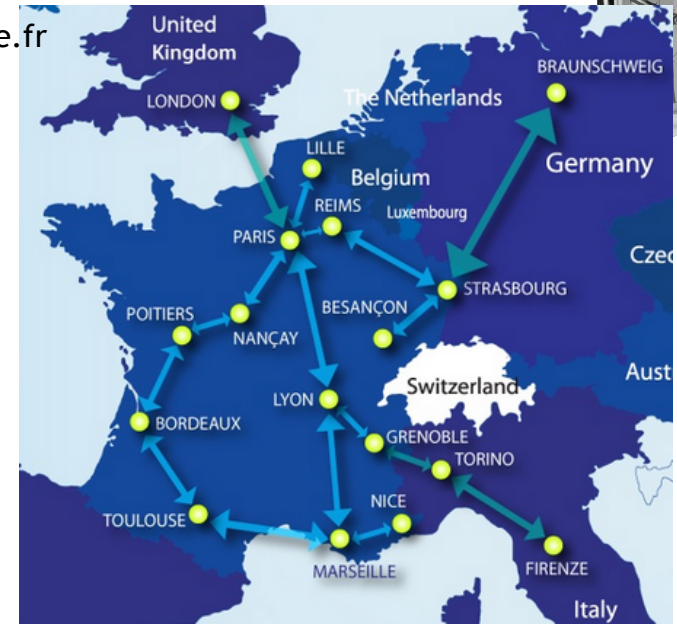 e.fr
United
Kingdom
BRAUNSCHWEIG
LONDON
The Netherlands
LILLE
Belgium
Germany
REIMS
Luxembourg
PARIS
Czec
STRASBOURG
BESANÇON
POITIERS
NANÇAY
Switzerland
Aust
LYON
BORDEAUX
GRENOBLE
TORINO
NICE
TOULOUSE
MARSEILLE
FIRENZE
Italy